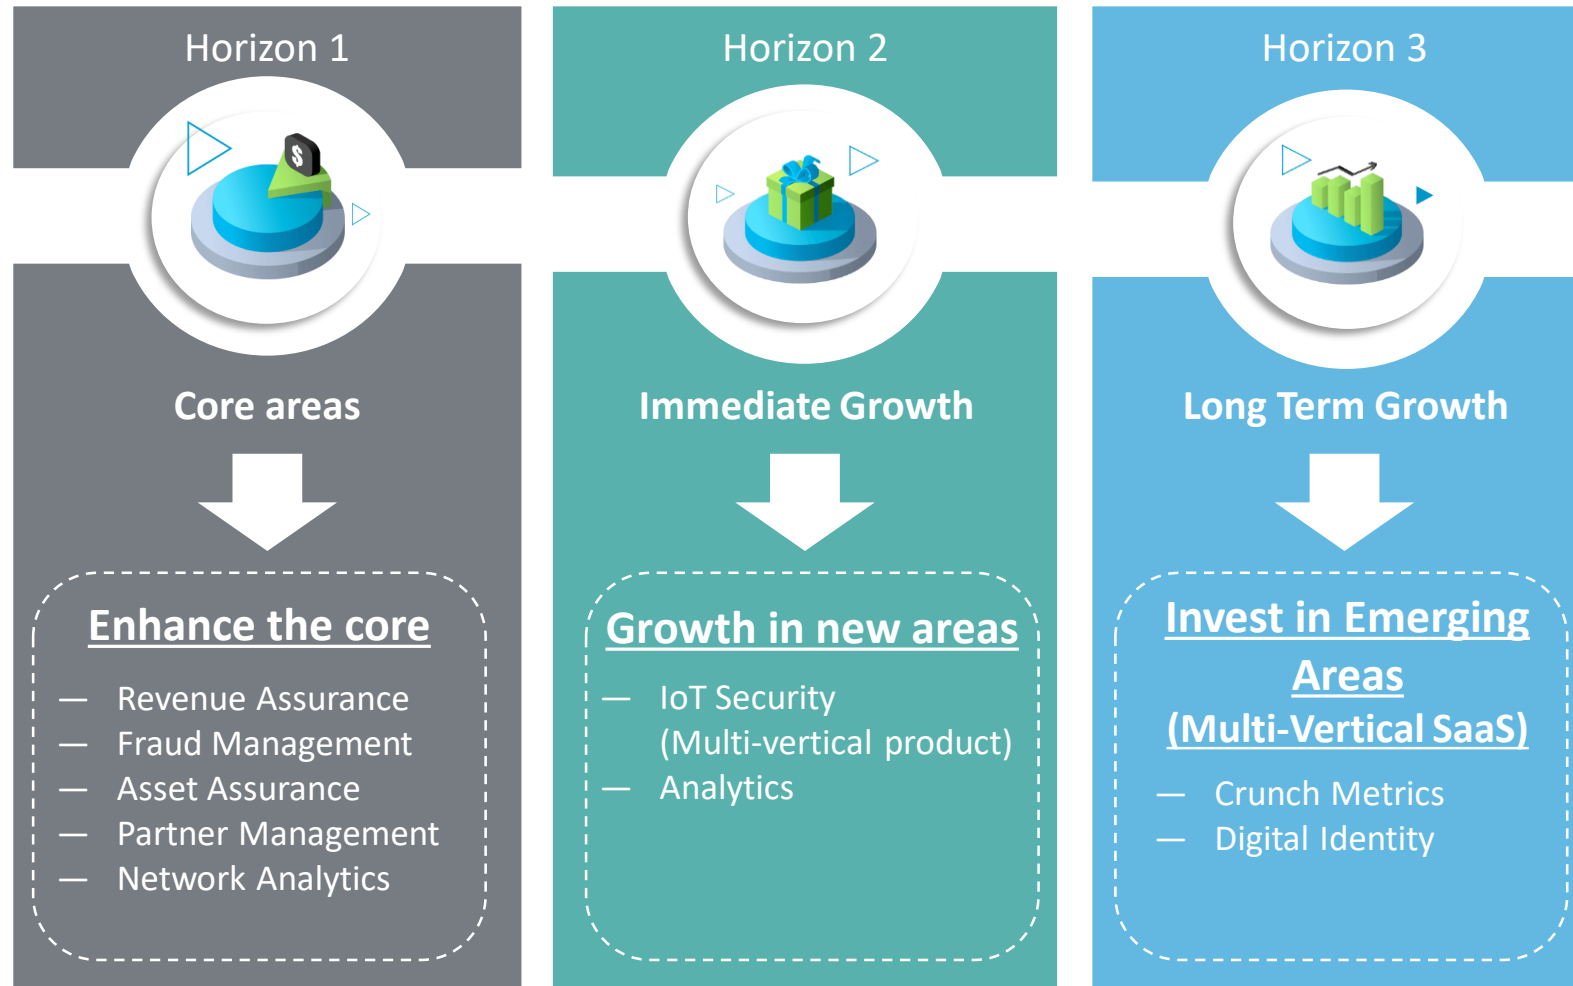 Horizon 1
$
Core areas
Enhance the core
— Revenue Assurance
— Fraud Management
— Asset Assurance
— Partner Management
— Network Analytics
Horizon 2
Immediate Growth
Growth in new areas
— IoT Security
(Multi-vertical product)
— Analytics
Horizon 3
Long Term Growth
Invest in Emerging
Areas
(Multi-Vertical SaaS)
— Crunch Metrics
— Digital Identity